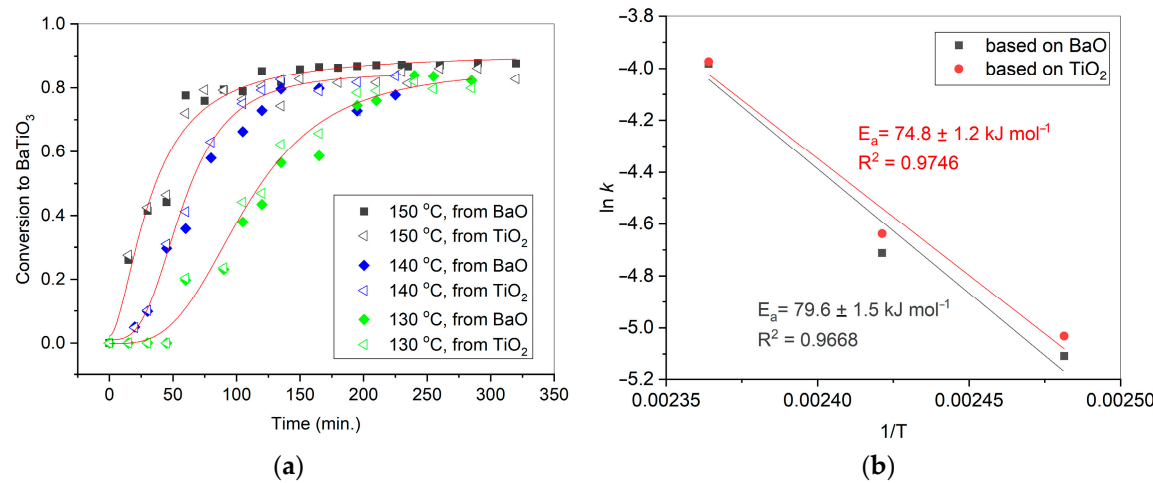 1.0
0.8
0.6
0.4
0.2
0.0
0
50
100
150
200
250
300
350
Conversion to BaTiO₃
Time (min.)
150 °C, from BaO
150 °C, from TiO₂
140 °C, from BaO
140 °C, from TiO₂
130 °C, from BaO
130 °C, from TiO₂
(a)
−3.8
−4.0
−4.2
−4.4
−4.6
−4.8
−5.0
−5.2
0.00235
0.00240
0.00245
0.00250
ln k
1/T
based on BaO
based on TiO₂
Eₐ= 74.8 ± 1.2 kJ mol⁻¹
R² = 0.9746
Eₐ= 79.6 ± 1.5 kJ mol⁻¹
R² = 0.9668
(b)